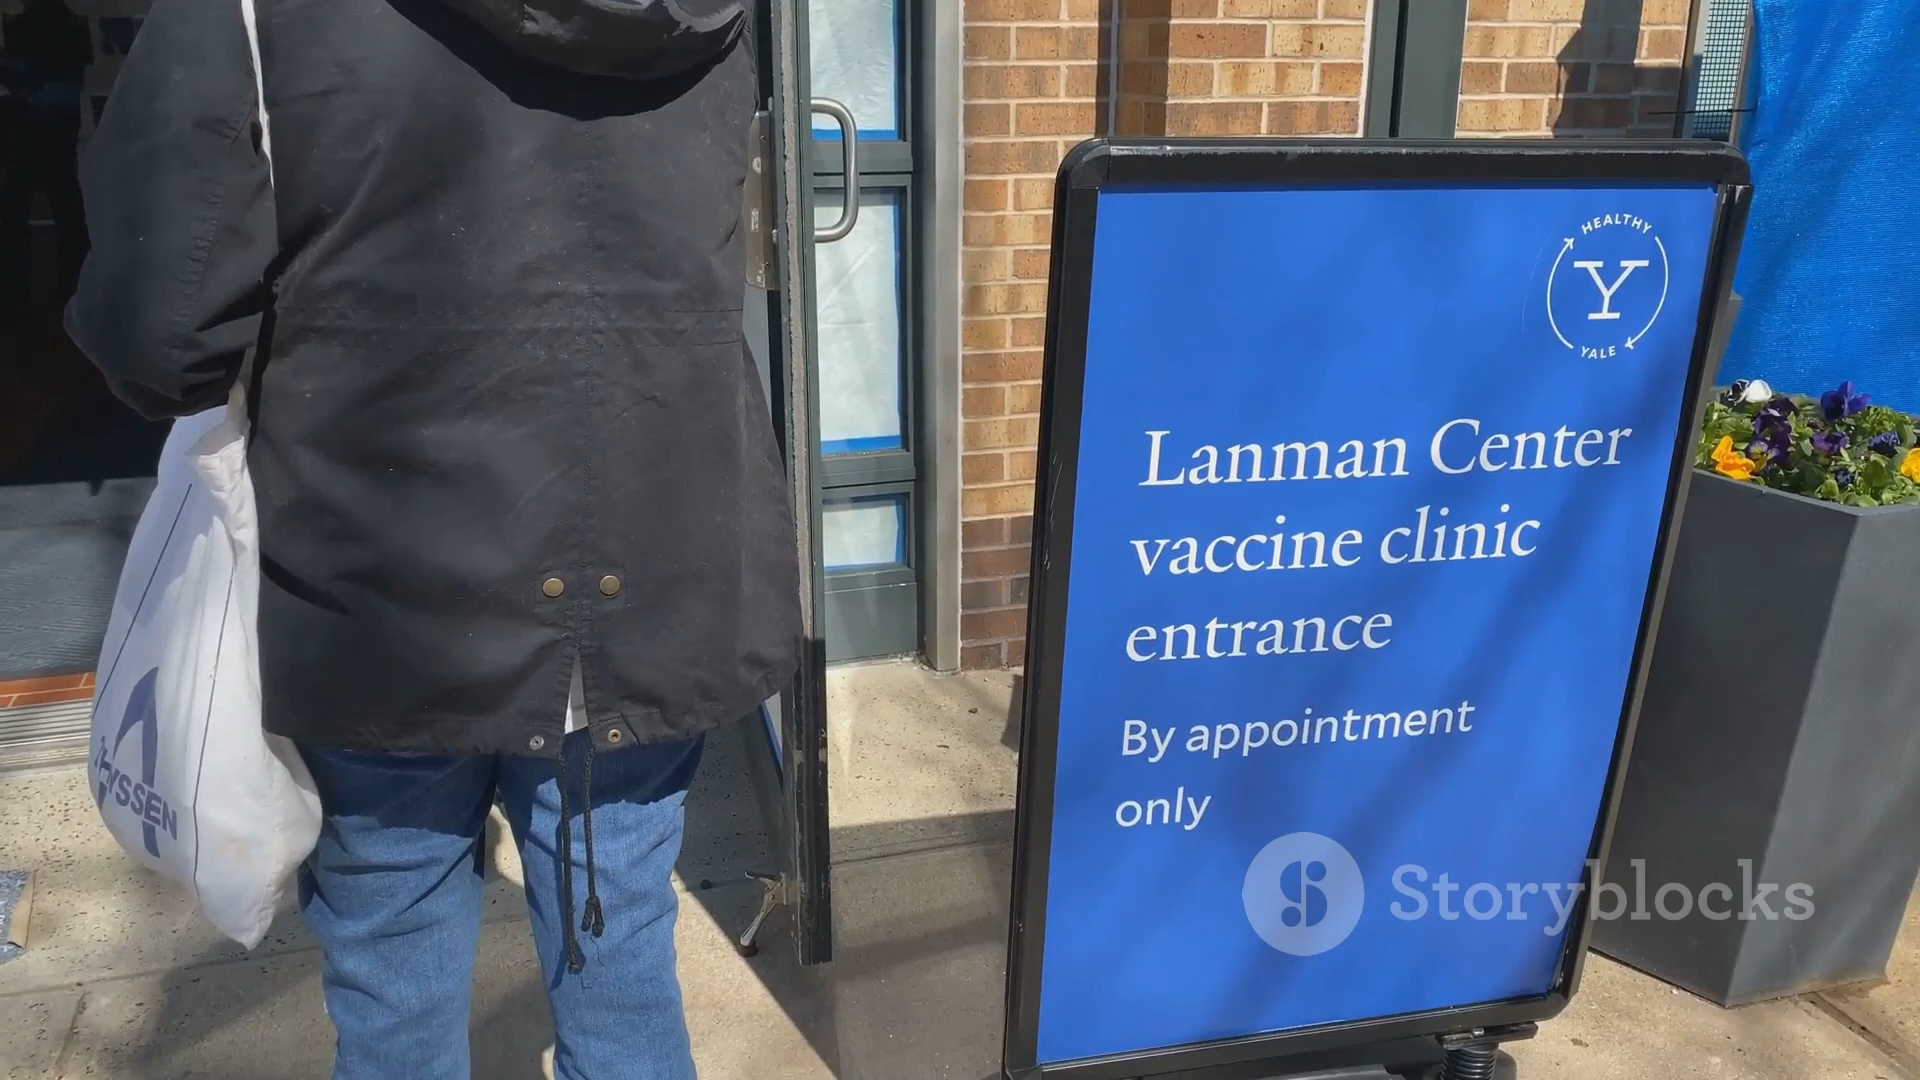 HEALTHY
Y
YALE
Lanman Center
vaccine clinic
entrance
By appointment
only
Storyblocks